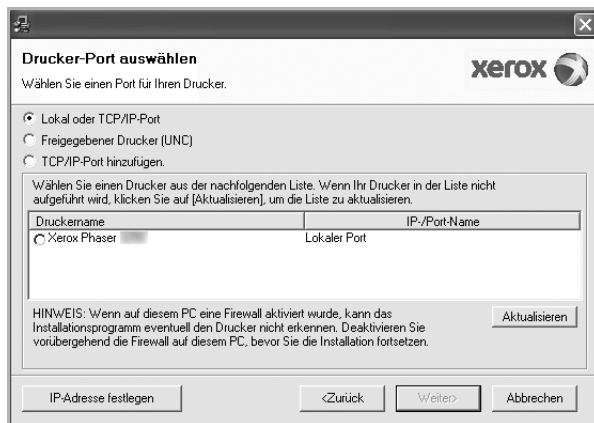 Drucker-Port auswählen
Wählen Sie einen Port für Ihren Drucker.
xerox
Lokal oder TCP/IP-Port
Freigegebener Drucker (UNC)
TCP/IP-Port hinzufügen.
Wählen Sie einen Drucker aus der nachfolgenden Liste. Wenn Ihr Drucker in der Liste nicht
aufgeführt wird, klicken Sie auf [Aktualisieren], um die Liste zu aktualisieren.
Druckername IP-/Port-Name
Xerox Phaser Lokaler Port
HINWEIS: Wenn auf diesem PC eine Firewall aktiviert wurde, kann das
Installationsprogramm eventuell den Drucker nicht erkennen. Deaktivieren Sie
vorübergehend die Firewall auf diesem PC, bevor Sie die Installation fortsetzen.
Aktualisieren
IP-Adresse festlegen <Zurück Weiter> Abbrechen